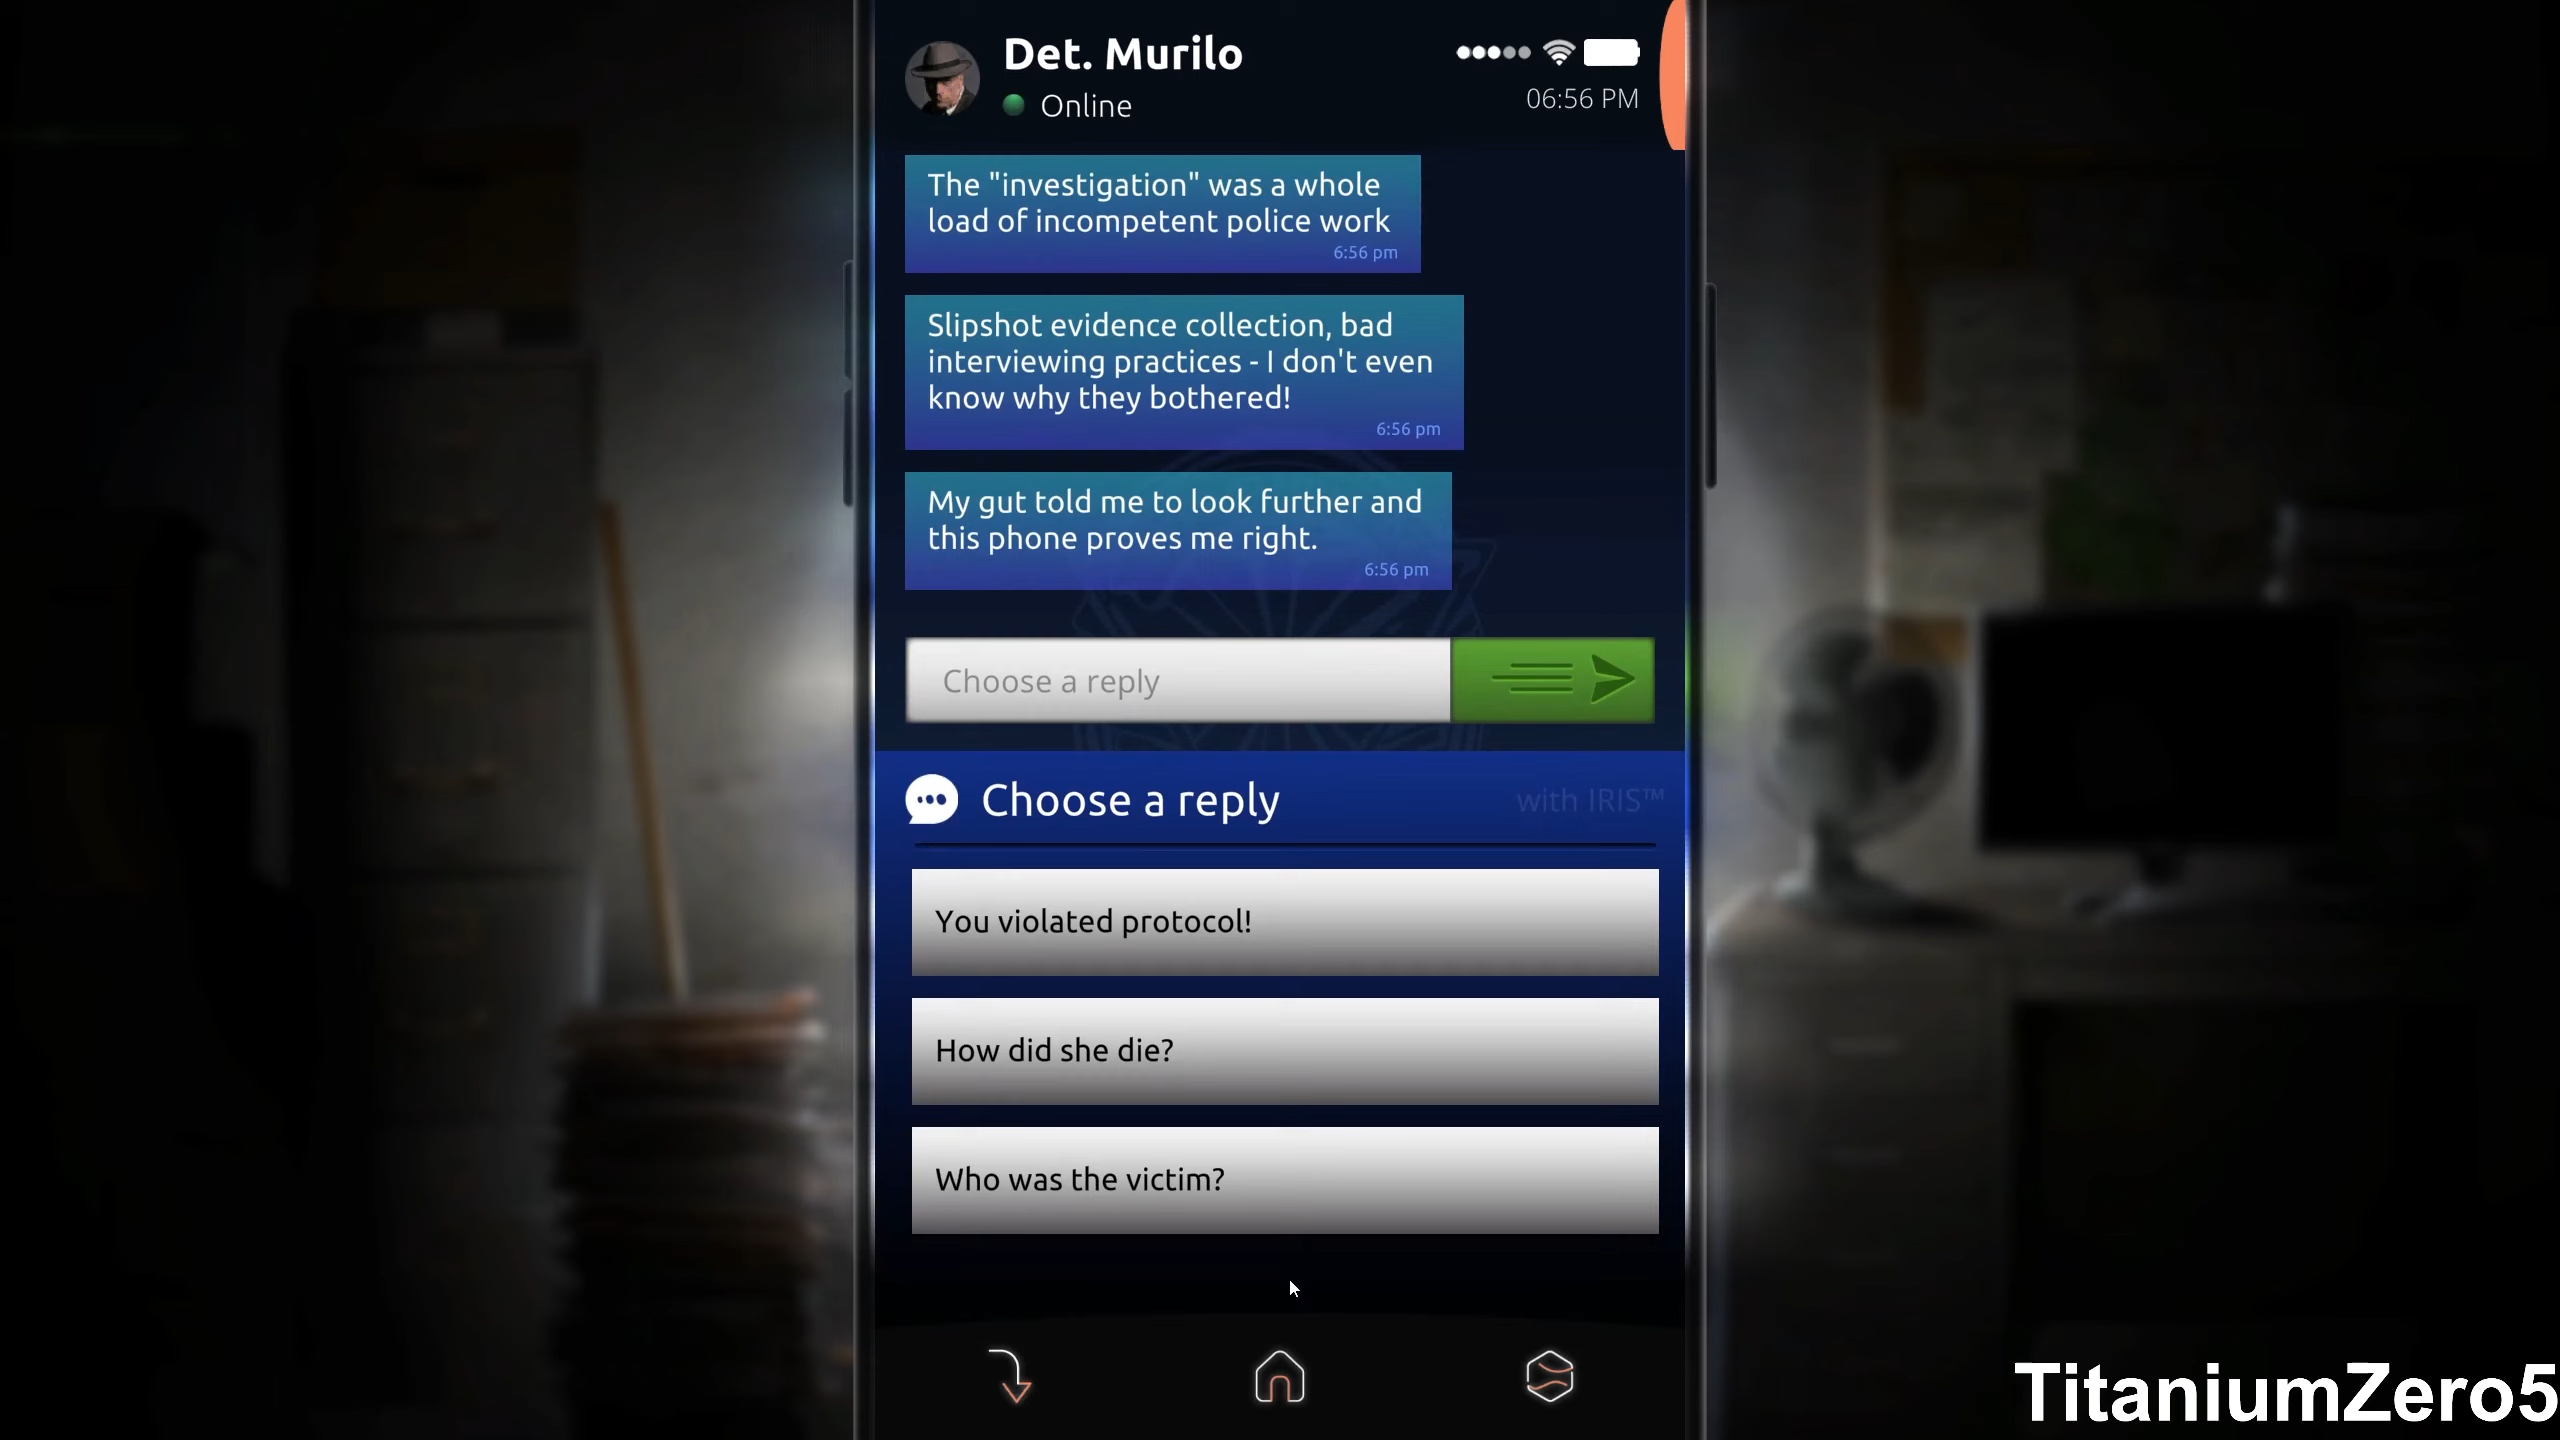 Det. Murilo
Online
06:56 PM
The "investigation" was a whole
load of incompetent police work
6:56 pm
Slipshot evidence collection, bad
interviewing practices - I don't even
know why they bothered!
6:56 pm
My gut told me to look further and
this phone proves me right.
6:56 pm
Choose a reply
Choose a reply
with IRIS™
You violated protocol!
How did she die?
Who was the victim?
TitaniumZero5